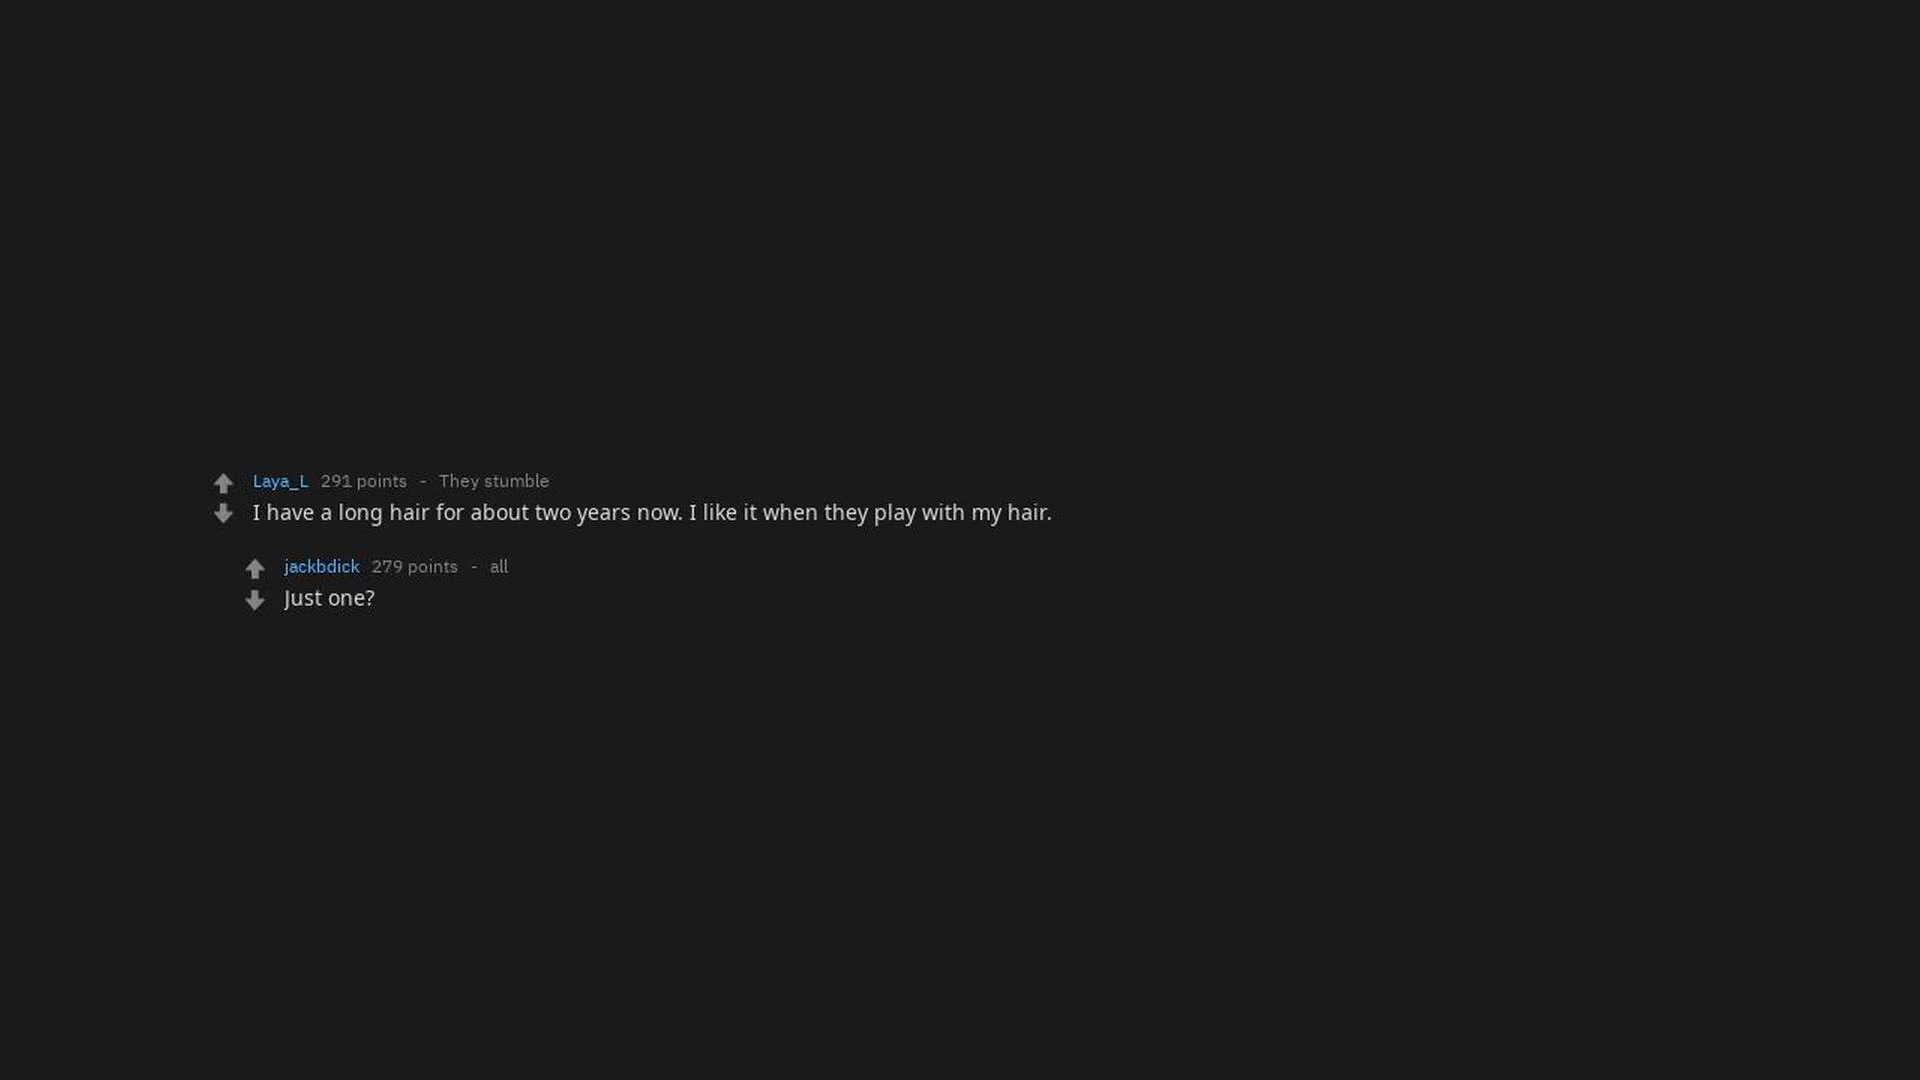 Laya_L 291 points - They stumble
I have a long hair for about two years now. I like it when they play with my hair.
jackbdick 279 points - all
Just one?